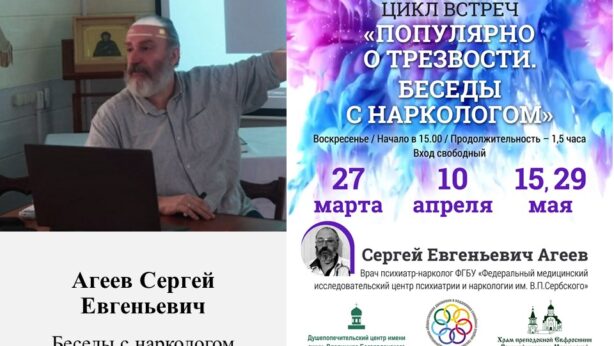 Агеев Сергей
Евгеньевич
Беседы с наркологом
ЦИКЛ ВСТРЕЧ
«ПОПУЛЯРНО
О ТРЕЗВОСТИ.
БЕСЕДЫ
С НАРКОЛОГОМ»
Воскресенье / Начало в 15.00 / Продолжительность – 1,5 часа
Вход свободный
27 10 15, 29
марта апреля мая
Сергей Евгеньевич Агеев
Врач психиатр-нарколог ФГБУ «Федеральный медицинский
исследовательский центр психиатрии и наркологии им. В.П.Сербского»
Душепопечительский центр имени
Храм преподобной Евфросинии